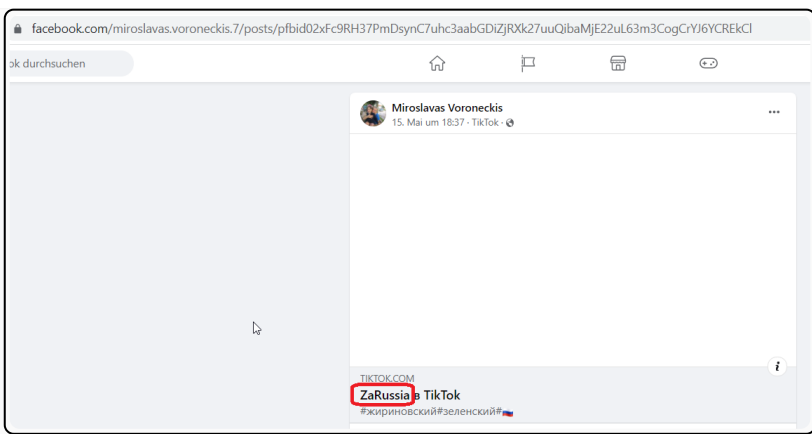 facebook.com/miroslavas.voroneckis.7/posts/pfbid02xFc9RH37PmDsynC7uhc3aabGDiZjRXk27uuQibaMjE22uL63m3CogCrYJ6YCREkCl
ok durchsuchen
Miroslavas Voroneckis
15. Mai um 18:37 · TikTok ·
TIKTOK.COM
ZaRussia в TikTok
#жириновский#зеленский#🇷🇺